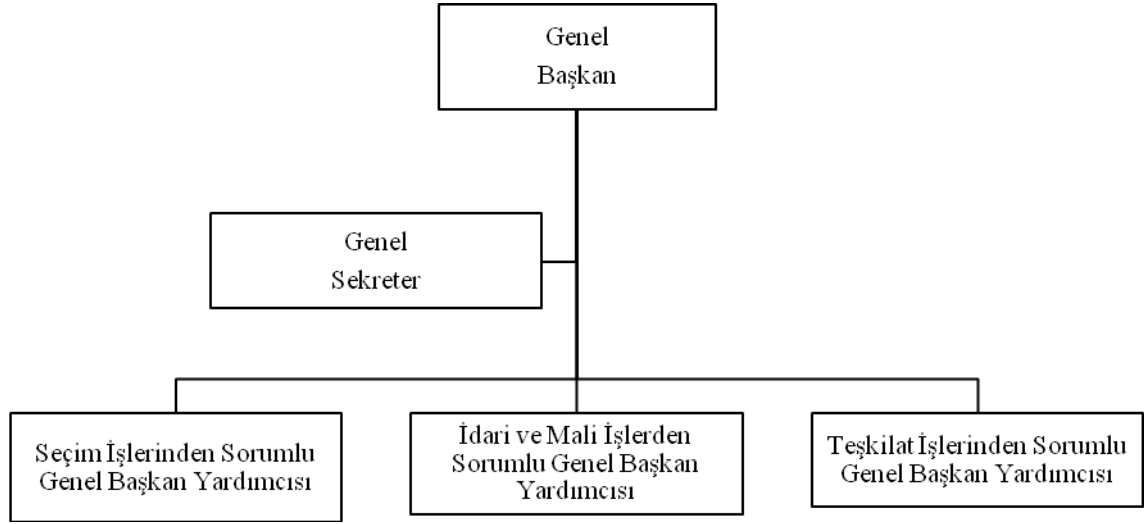 Genel
Başkan
Genel
Sekreter
Seçim İşlerinden Sorumlu
Genel Başkan Yardımcısı
İdari ve Mali İşlerden
Sorumlu Genel Başkan
Yardımcısı
Teşkilat İşlerinden Sorumlu
Genel Başkan Yardımcısı